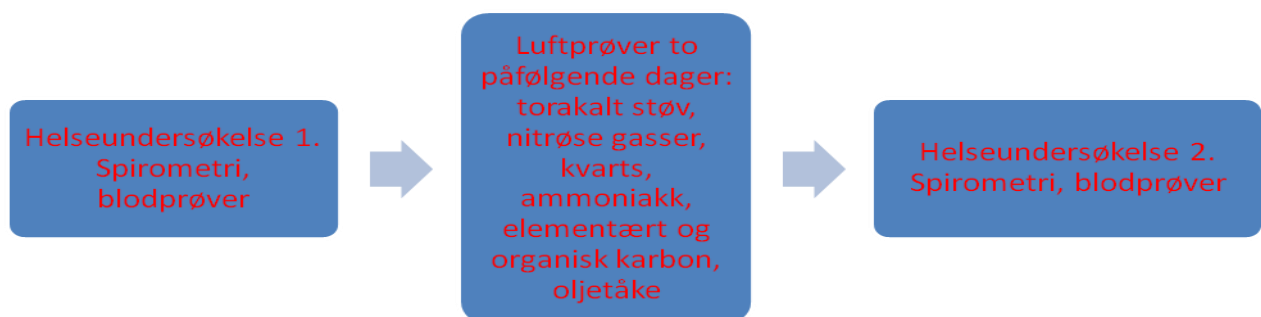 Helseundersøkelse 1.
Spirometri,
blodprøver
Luftprøver to
påfølgende dager:
torakalt støv,
nitrøse gasser,
kvarts,
ammoniakk,
elementært og
organisk karbon,
oljetåke
Helseundersøkelse 2.
Spirometri, blodprøver